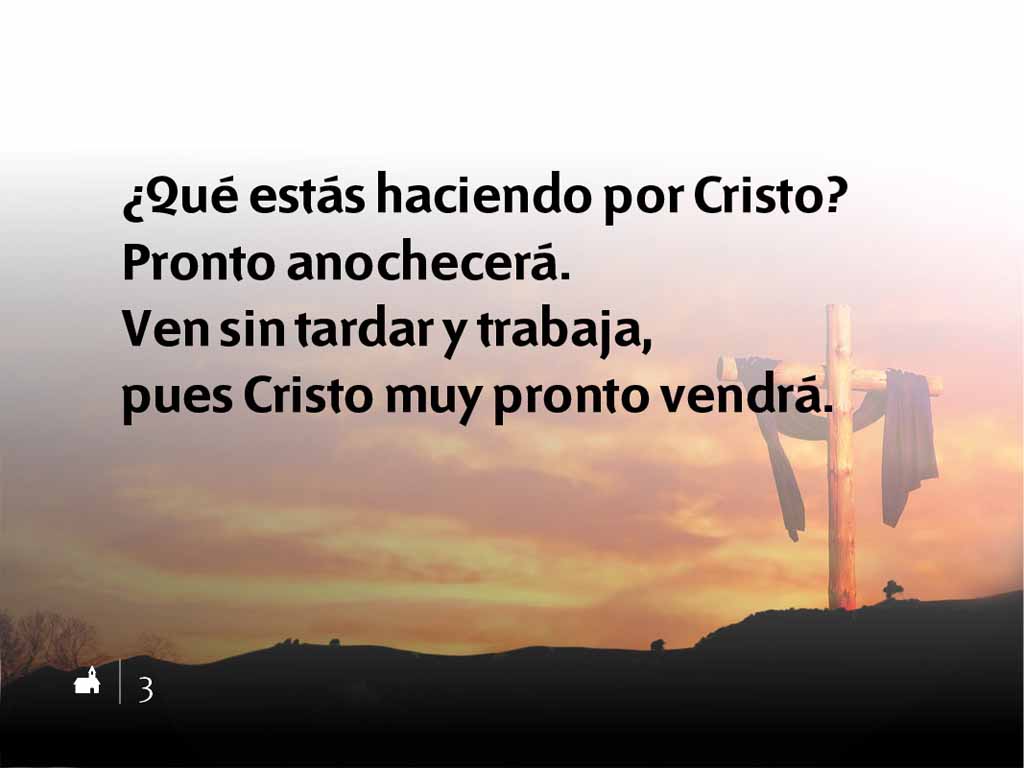 ¿Qué estás haciendo por Cristo?
Pronto anochecerá.
Ven sin tardar y trabaja,
pues Cristo muy pronto vendrá.
3